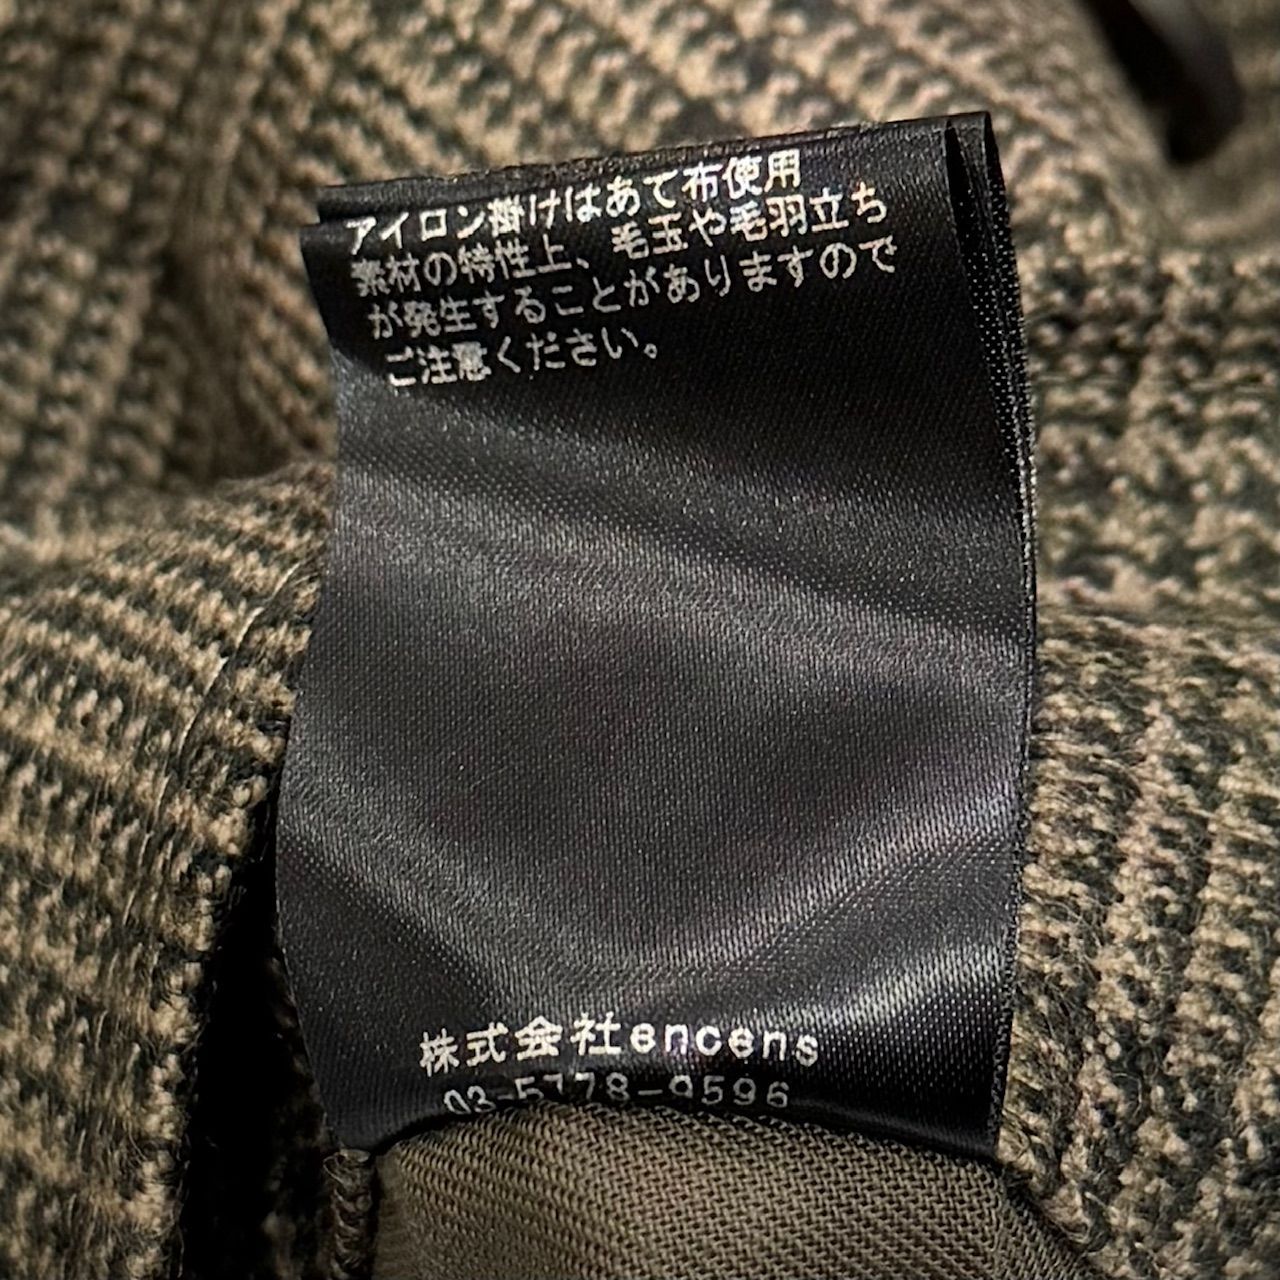 アイロン掛けはあて布使用
素材の特性上、毛玉や毛羽立ち
が発生することがありますので
ご注意ください。
株式会社encens
03-5778-9596